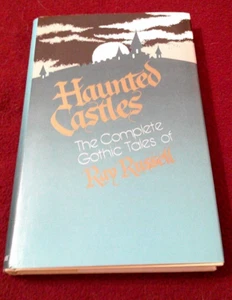 Haunted
Castles
The Complete
Gothic Tales of
Ray Russell